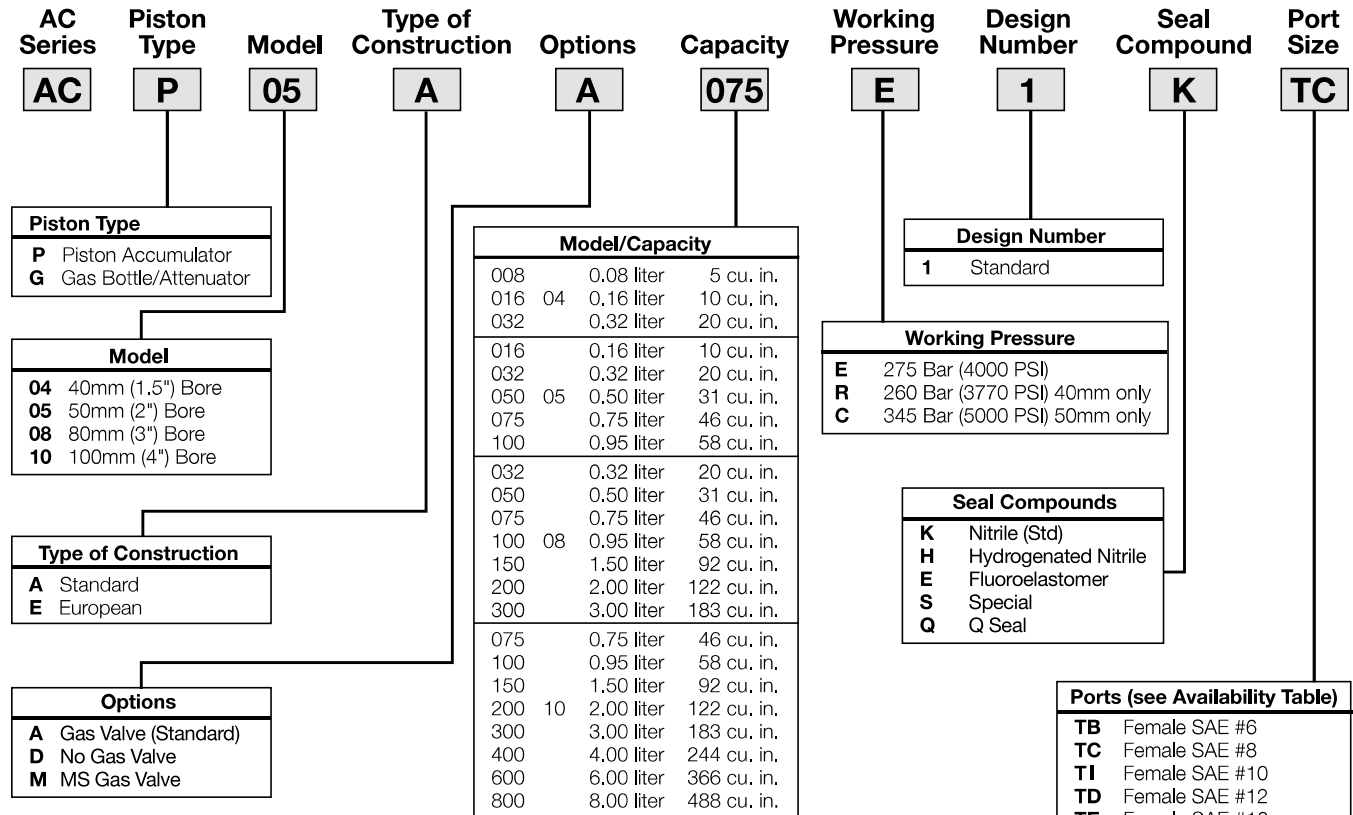 AC Series
Piston Type
Model
Type of Construction
Options
Capacity
Working Pressure
Design Number
Seal Compound
Port Size
AC P 05 A A 075 E 1 K TC
Piston Type
P Piston Accumulator
G Gas Bottle/Attenuator
Model
04 40mm (1.5") Bore
05 50mm (2") Bore
08 80mm (3") Bore
10 100mm (4") Bore
Type of Construction
A Standard
E European
Options
A Gas Valve (Standard)
D No Gas Valve
M MS Gas Valve
Model/Capacity
008 0.08 liter 5 cu. in.
016 04 0.16 liter 10 cu. in.
032 0.32 liter 20 cu. in.
016 0.16 liter 10 cu. in.
032 0.32 liter 20 cu. in.
050 05 0.50 liter 31 cu. in.
075 0.75 liter 46 cu. in.
100 0.95 liter 58 cu. in.
032 0.32 liter 20 cu. in.
050 0.50 liter 31 cu. in.
075 0.75 liter 46 cu. in.
100 08 0.95 liter 58 cu. in.
150 1.50 liter 92 cu. in.
200 2.00 liter 122 cu. in.
300 3.00 liter 183 cu. in.
075 0.75 liter 46 cu. in.
100 0.95 liter 58 cu. in.
150 1.50 liter 92 cu. in.
200 10 2.00 liter 122 cu. in.
300 3.00 liter 183 cu. in.
400 4.00 liter 244 cu. in.
600 6.00 liter 366 cu. in.
800 8.00 liter 488 cu. in.
Design Number
1 Standard
Working Pressure
E 275 Bar (4000 PSI)
R 260 Bar (3770 PSI) 40mm only
C 345 Bar (5000 PSI) 50mm only
Seal Compounds
K Nitrile (Std)
H Hydrogenated Nitrile
E Fluoroelastomer
S Special
Q Q Seal
Ports (see Availability Table)
TB Female SAE #6
TC Female SAE #8
TI Female SAE #10
TD Female SAE #12